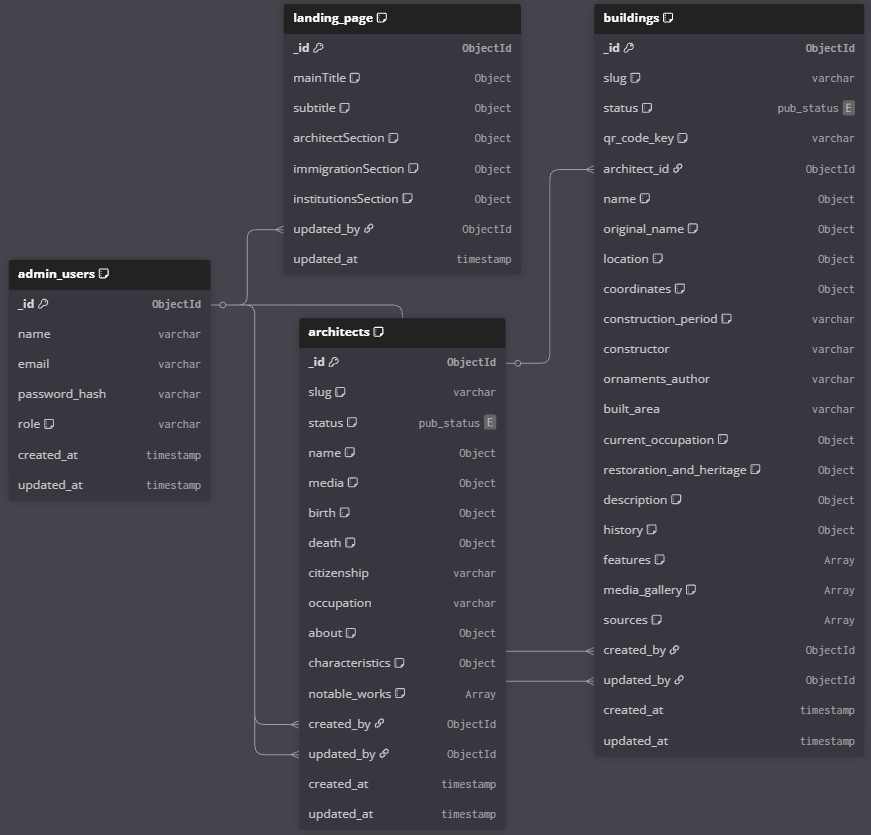 landing_page
_id ObjectId
mainTitle Object
subtitle Object
architectSection Object
immigrationSection Object
institutionsSection Object
updated_by ObjectId
updated_at timestamp
buildings
_id ObjectId
slug varchar
status pub_status E
qr_code_key varchar
architect_id ObjectId
name Object
original_name Object
location Object
coordinates Object
construction_period varchar
constructor varchar
ornaments_author varchar
built_area varchar
current_occupation Object
restoration_and_heritage Object
description Object
history Object
features Array
media_gallery Array
sources Array
created_by ObjectId
updated_by ObjectId
created_at timestamp
updated_at timestamp
admin_users
_id ObjectId
name varchar
email varchar
password_hash varchar
role varchar
created_at timestamp
updated_at timestamp
architects
_id ObjectId
slug varchar
status pub_status E
name Object
media Object
birth Object
death Object
citizenship varchar
occupation varchar
about Object
characteristics Object
notable_works Array
created_by ObjectId
updated_by ObjectId
created_at timestamp
updated_at timestamp